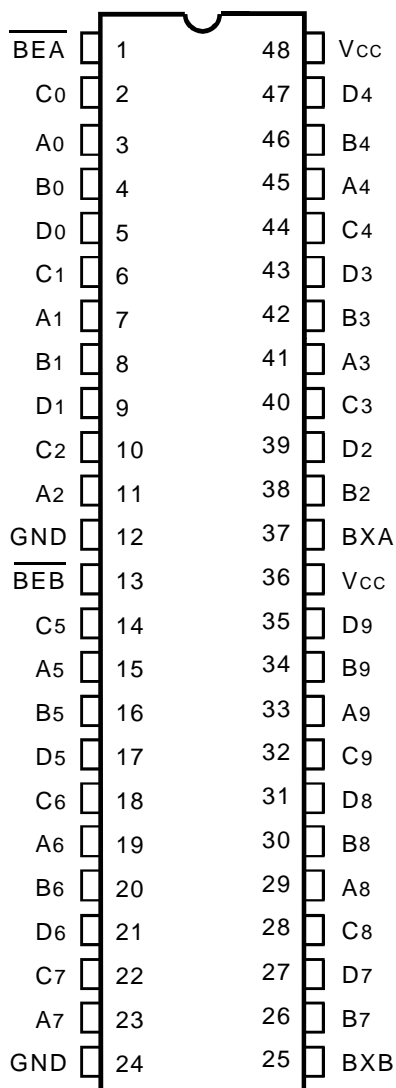 BEA 1 48 Vcc
C0 2 47 D4
A0 3 46 B4
B0 4 45 A4
D0 5 44 C4
C1 6 43 D3
A1 7 42 B3
B1 8 41 A3
D1 9 40 C3
C2 10 39 D2
A2 11 38 B2
GND 12 37 BXA
BEB 13 36 Vcc
C5 14 35 D9
A5 15 34 B9
B5 16 33 A9
D5 17 32 C9
C6 18 31 D8
A6 19 30 B8
B6 20 29 A8
D6 21 28 C8
C7 22 27 D7
A7 23 26 B7
GND 24 25 BXB